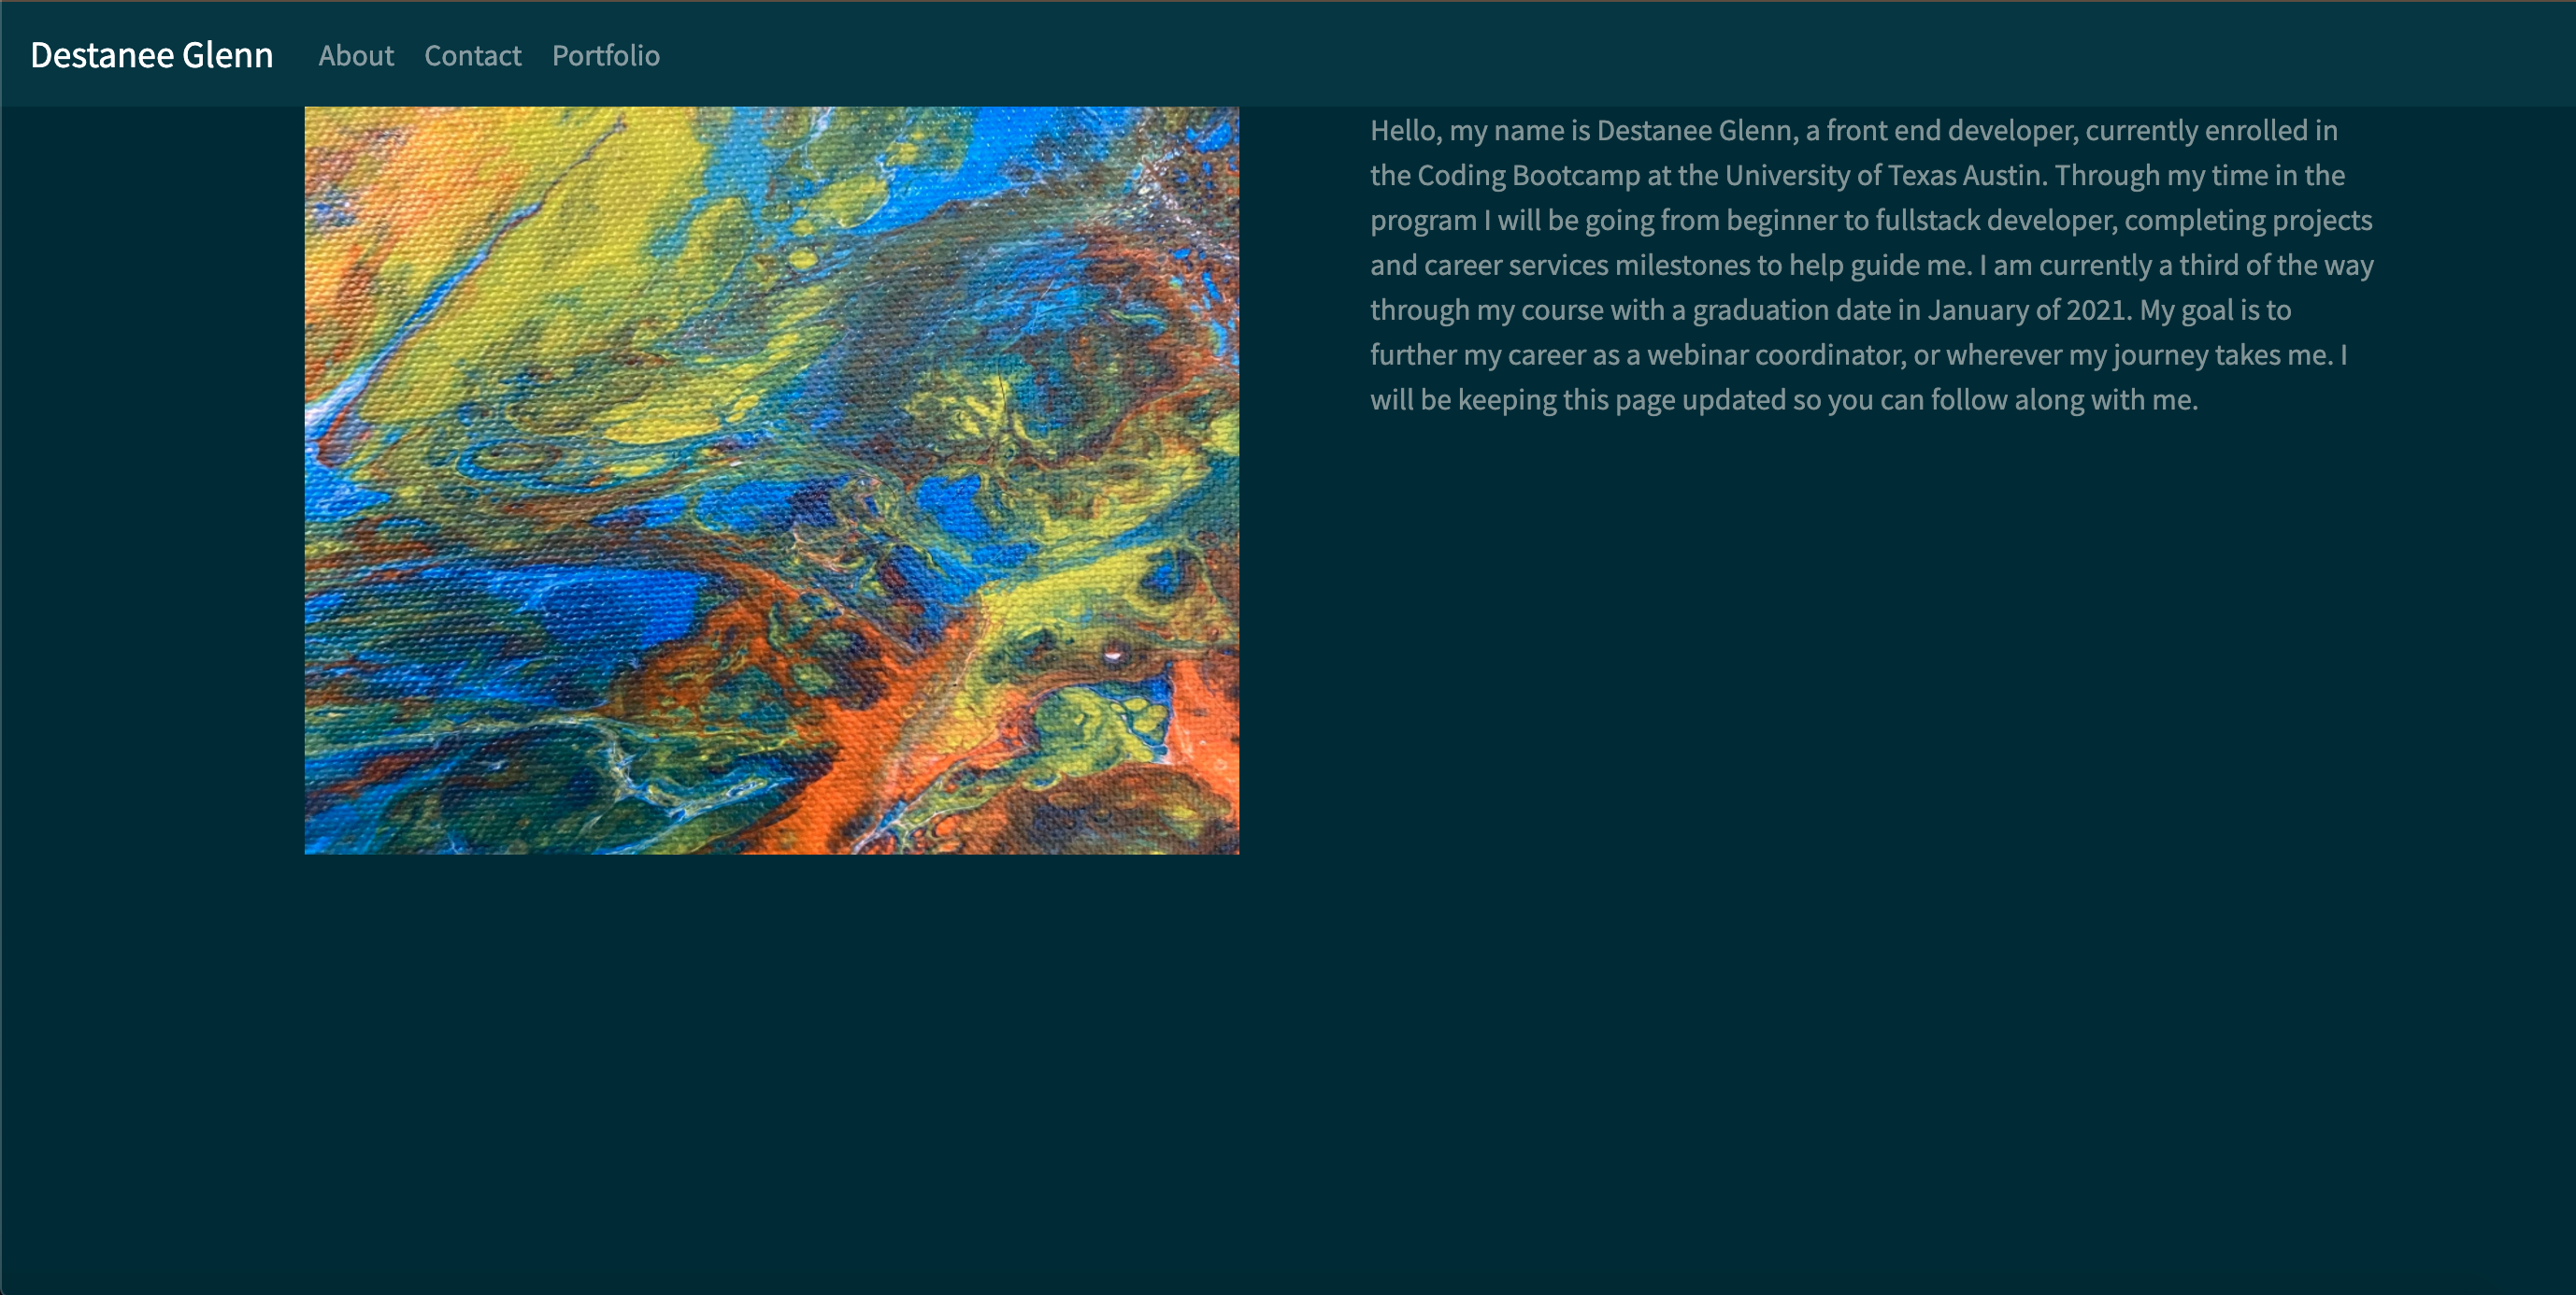 Destanee Glenn About Contact Portfolio
Hello, my name is Destanee Glenn, a front end developer, currently enrolled in
the Coding Bootcamp at the University of Texas Austin. Through my time in the
program I will be going from beginner to fullstack developer, completing projects
and career services milestones to help guide me. I am currently a third of the way
through my course with a graduation date in January of 2021. My goal is to
further my career as a webinar coordinator, or wherever my journey takes me. I
will be keeping this page updated so you can follow along with me.